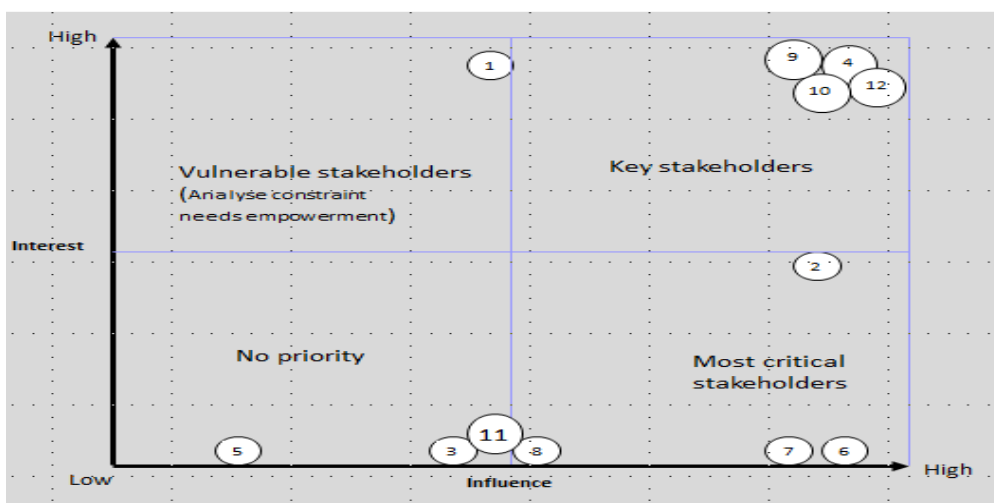 High
1
9
4
10
12
Vulnerable stakeholders
(Analyse constraint
needs empowerment)
Key stakeholders
Interest
2
No priority
Most critical
stakeholders
5
3
11
8
7
6
Low
Influence
High